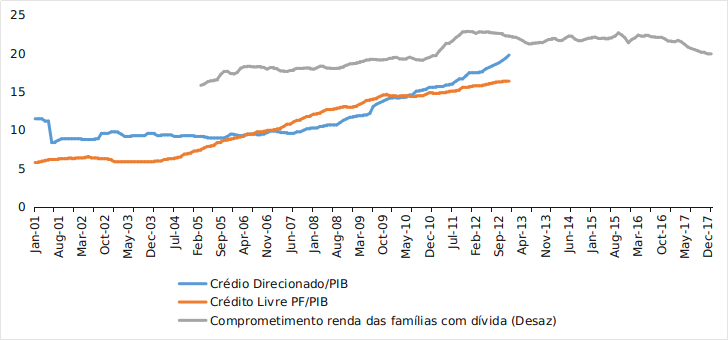 25
20
15
10
5
0
Jan-01
Aug-01
Mar-02
Oct-02
May-03
Dec-03
Jul-04
Feb-05
Sep-05
Apr-06
Nov-06
Jun-07
Jan-08
Aug-08
Mar-09
Oct-09
May-10
Dec-10
Jul-11
Feb-12
Sep-12
Apr-13
Nov-13
Jun-14
Jan-15
Aug-15
Mar-16
Oct-16
May-17
Dec-17
Crédio Direcionado/PIB
Crédito Livre PF/PIB
Comprometimento renda das famílias com dívida (Desaz)